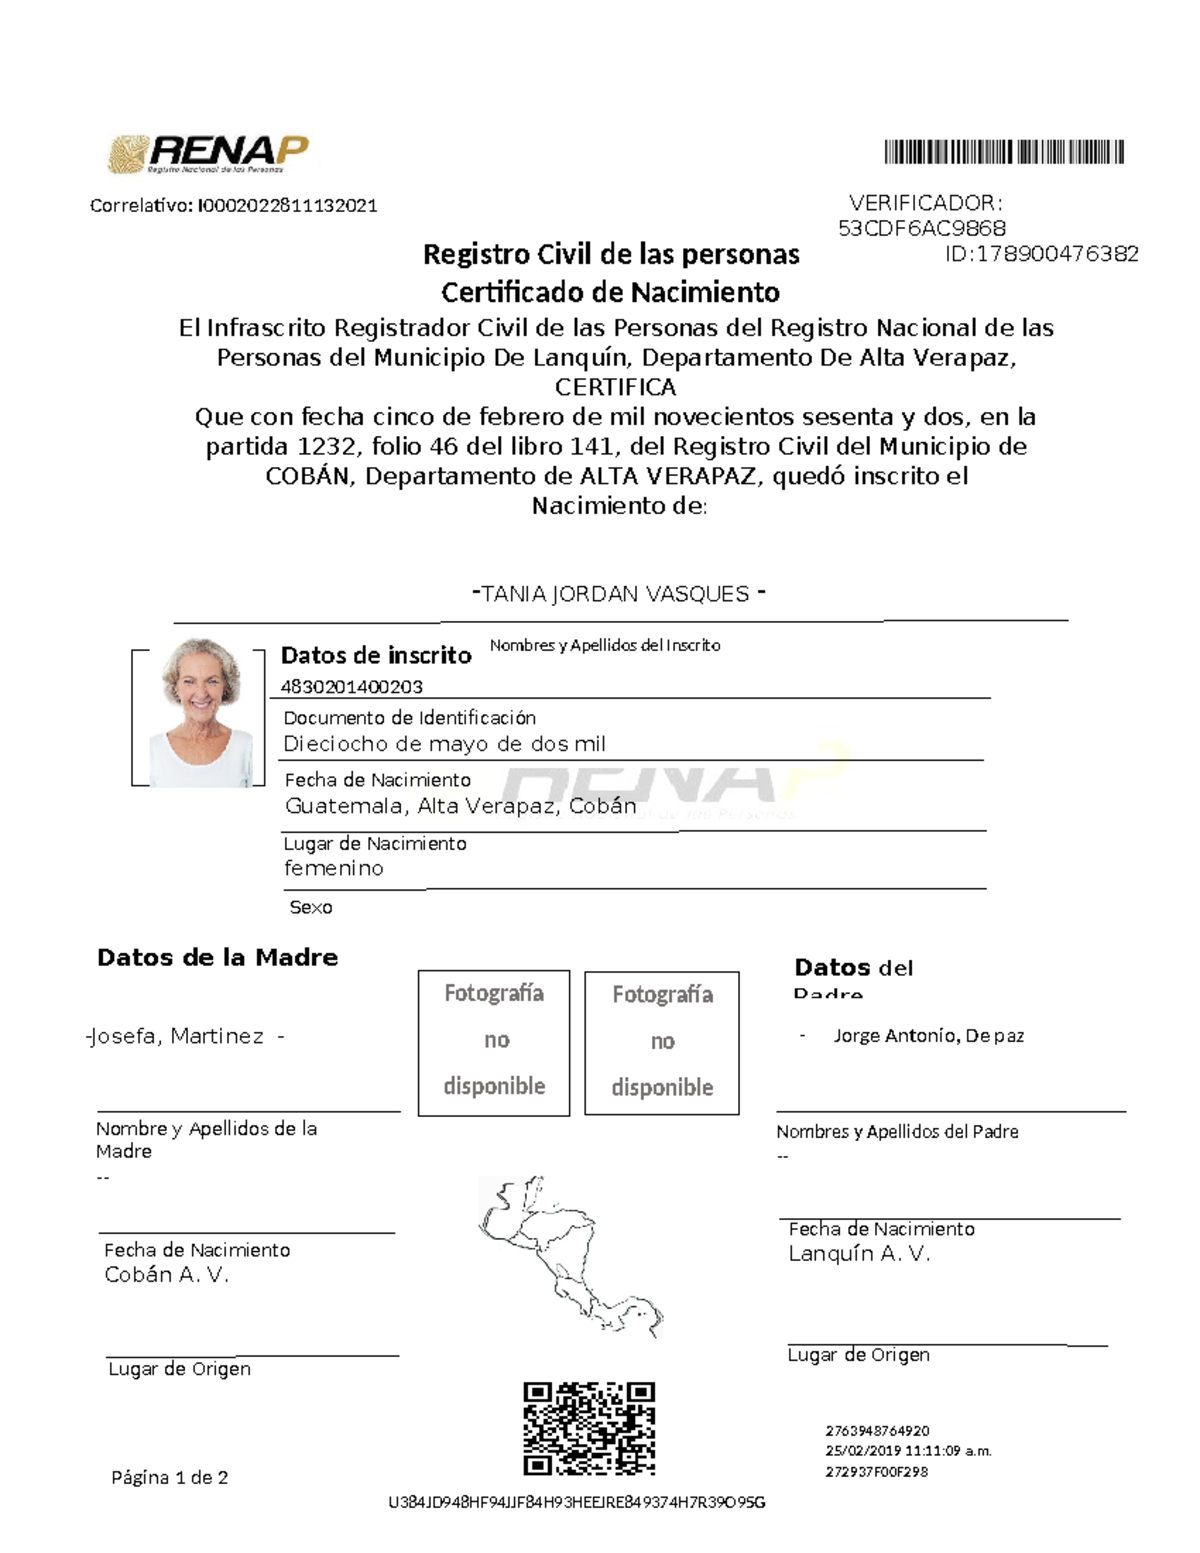 RENAP
Registro Nacional de las Personas
Correlativo: I0002022811132021
VERIFICADOR:
53CDF6AC9868
ID:178900476382
Registro Civil de las personas
Certificado de Nacimiento
El Infrascrito Registrador Civil de las Personas del Registro Nacional de las
Personas del Municipio De Lanquín, Departamento De Alta Verapaz,
CERTIFICA
Que con fecha cinco de febrero de mil novecientos sesenta y dos, en la
partida 1232, folio 46 del libro 141, del Registro Civil del Municipio de
COBÁN, Departamento de ALTA VERAPAZ, quedó inscrito el
Nacimiento de:
-TANIA JORDAN VASQUES -
Nombres y Apellidos del Inscrito
Datos de inscrito
4830201400203
Documento de Identificación
Dieciocho de mayo de dos mil
Fecha de Nacimiento
RENAP
Guatemala, Alta Verapaz, Cobán
Registro Nacional de las Personas
Lugar de Nacimiento
femenino
Sexo
Datos de la Madre
-Josefa, Martinez -
Nombre y Apellidos de la
Madre
--
Fecha de Nacimiento
Cobán A. V.
Lugar de Origen
Fotografía
no
disponible
Fotografía
no
disponible
Datos del
Padre
- Jorge Antonio, De paz
Nombres y Apellidos del Padre
--
Fecha de Nacimiento
Lanquín A. V.
Lugar de Origen
2763948764920
25/02/2019 11:11:09 a.m.
272937F00F298
Página 1 de 2
U384JD948HF94JJF84H93HEEJRE849374H7R39O95G